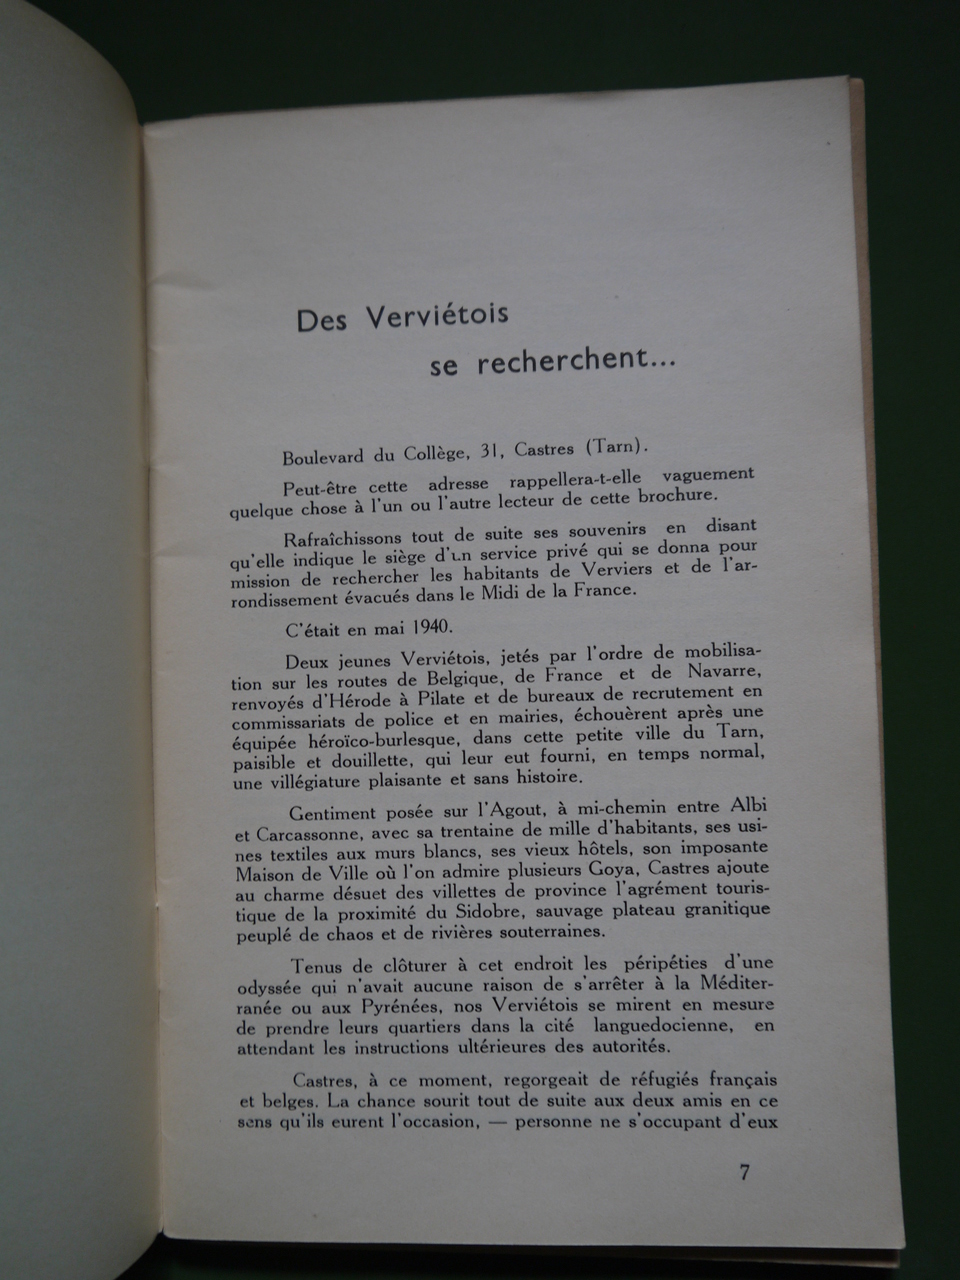 Des Verviétois
se recherchent...
Boulevard du Collège, 31, Castres (Tarn).
Peut-être cette adresse rappellera-t-elle vaguement
quelque chose à l'un ou l'autre lecteur de cette brochure.
Rafraîchissons tout de suite ses souvenirs en disant
qu'elle indique le siège d'un service privé qui se donna pour
mission de rechercher les habitants de Verviers et de l'ar-
rondissement évacués dans le Midi de la France.
C'était en mai 1940.
Deux jeunes Verviétois, jetés par l'ordre de mobilisa-
tion sur les routes de Belgique, de France et de Navarre,
renvoyés d'Hérode à Pilate et de bureaux de recrutement en
commissariats de police et en mairies, échouèrent après une
équipée héroïco-burlesque, dans cette petite ville du Tarn,
paisible et douillette, qui leur eut fourni, en temps normal,
une villégiature plaisante et sans histoire.
Gentiment posée sur l'Agout, à mi-chemin entre Albi
et Carcassonne, avec sa trentaine de mille d'habitants, ses usi-
nes textiles aux murs blancs, ses vieux hôtels, son imposante
Maison de Ville où l'on admire plusieurs Goya, Castres ajoute
au charme désuet des villettes de province l'agrément touris-
tique de la proximité du Sidobre, sauvage plateau granitique
peuplé de chaos et de rivières souterraines.
Tenus de clôturer à cet endroit les péripéties d'une
odyssée qui n'avait aucune raison de s'arrêter à la Méditer-
ranée ou aux Pyrénées, nos Verviétois se mirent en mesure
de prendre leurs quartiers dans la cité languedocienne, en
attendant les instructions ultérieures des autorités.
Castres, à ce moment, regorgeait de réfugiés français
et belges. La chance sourit tout de suite aux deux amis en ce
sens qu'ils eurent l'occasion, — personne ne s'occupant d'eux
7